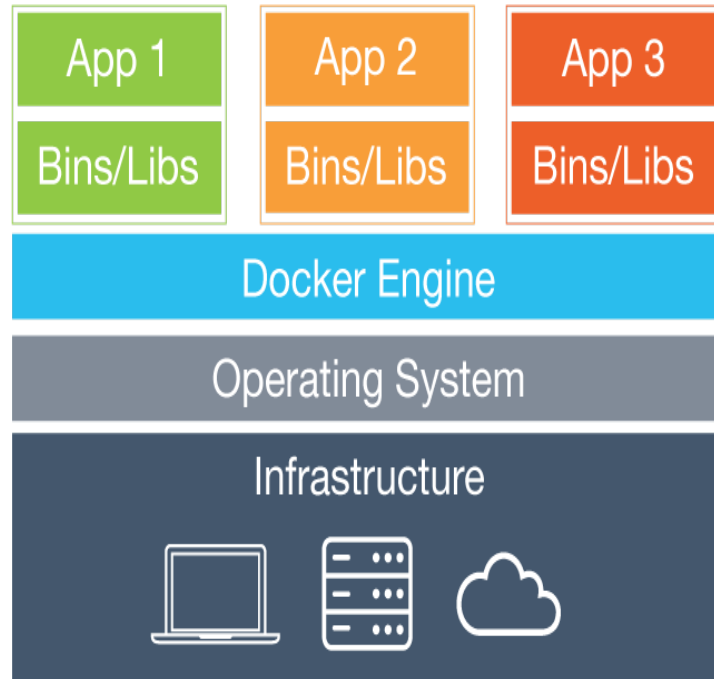 App 1
App 2
App 3
Bins/Libs
Bins/Libs
Bins/Libs
Docker Engine
Operating System
Infrastructure